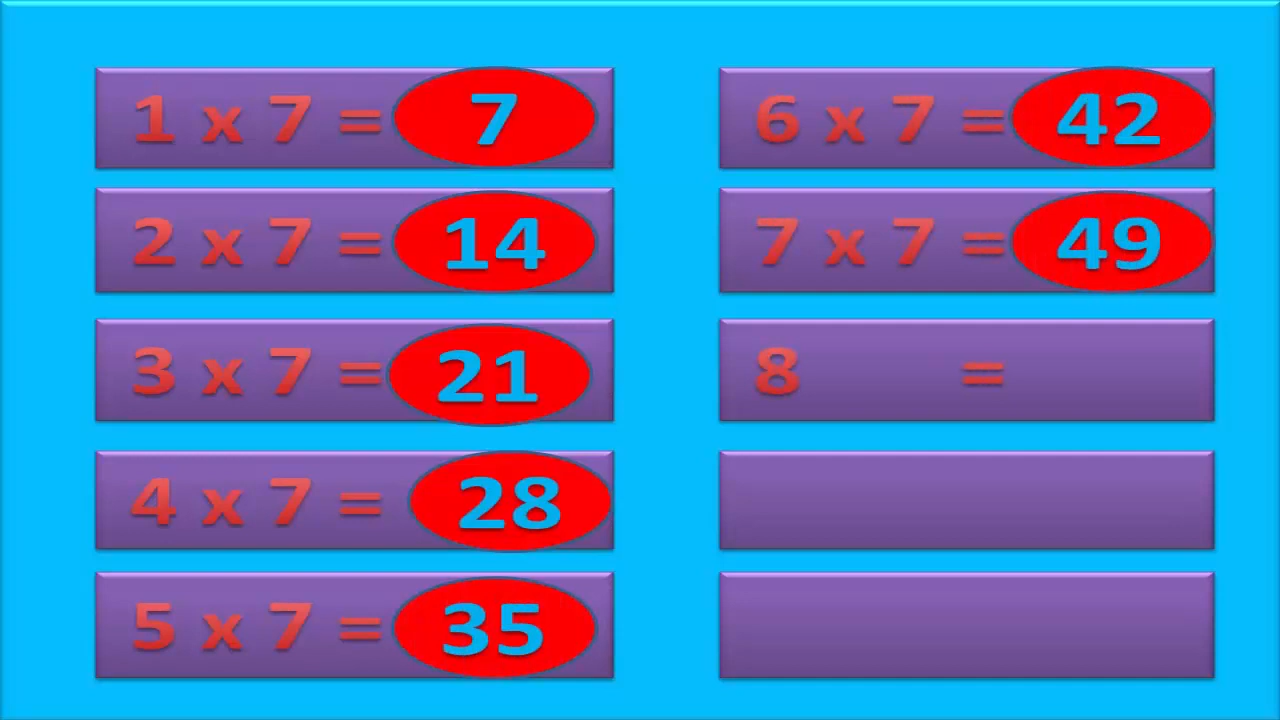 1 x 7 = 7
2 x 7 = 14
3 x 7 = 21
4 x 7 = 28
5 x 7 = 35
6 x 7 = 42
7 x 7 = 49
8 =